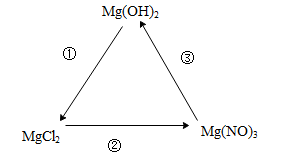 Mg(OH)₂
①
③
MgCl₂
②
Mg(NO)₃